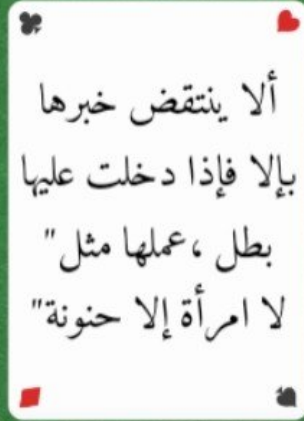 ألا ينتقض خبرها
بإلا فإذا دخلت عليها
بطل ،عملها مثل"
لا امرأة إلا حنونة"